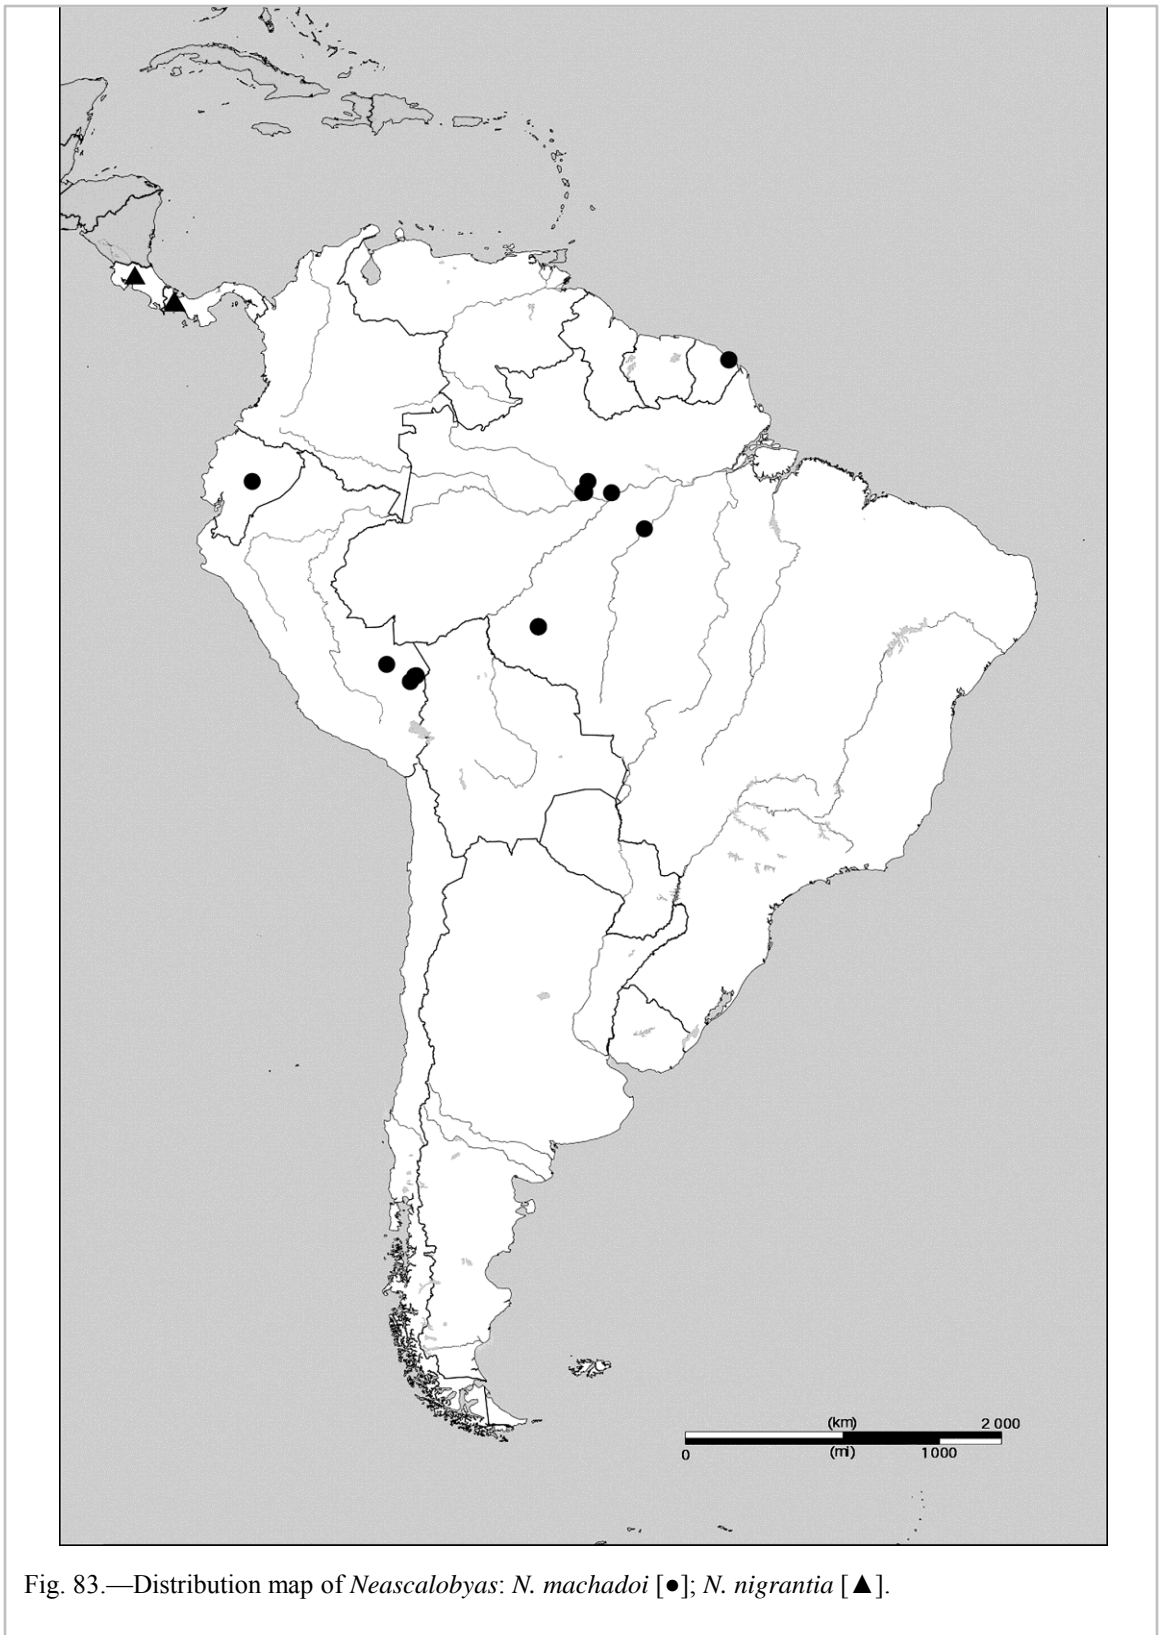 (km)
2 000
0
(mi)
1000
Fig. 83.—Distribution map of Neascalobyas: N. machadoi [●]; N. nigrantia [▲].